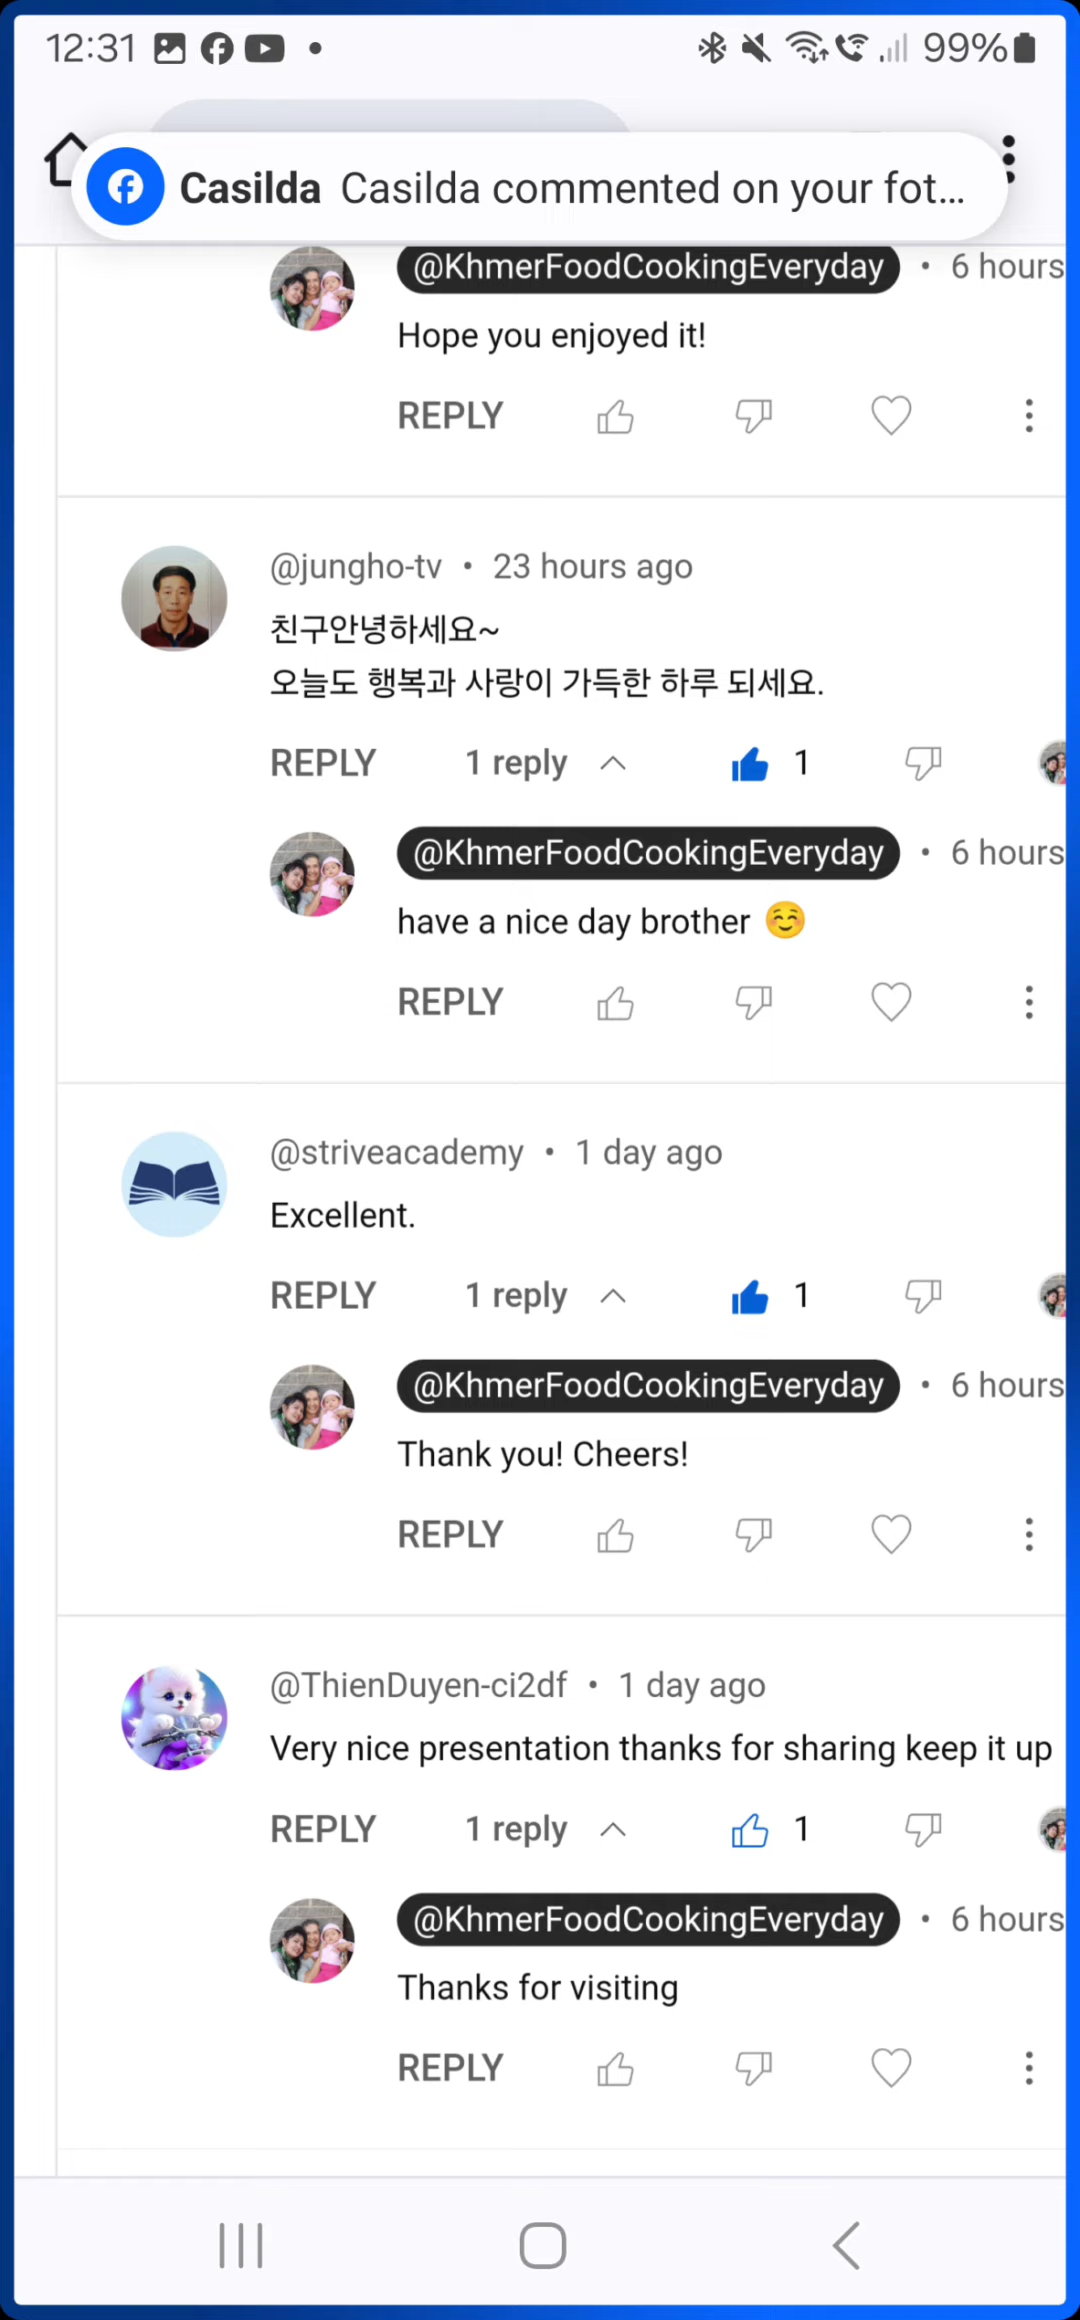 12:31
99%
Casilda Casilda commented on your fot...
@KhmerFoodCookingEveryday • 6 hours
Hope you enjoyed it!
REPLY
@jungho-tv • 23 hours ago
친구안녕하세요~
오늘도 행복과 사랑이 가득한 하루 되세요.
REPLY 1 reply 1
@KhmerFoodCookingEveryday • 6 hours
have a nice day brother ☺️
REPLY
@striveacademy • 1 day ago
Excellent.
REPLY 1 reply 1
@KhmerFoodCookingEveryday • 6 hours
Thank you! Cheers!
REPLY
@ThienDuyen-ci2df • 1 day ago
Very nice presentation thanks for sharing keep it up
REPLY 1 reply 1
@KhmerFoodCookingEveryday • 6 hours
Thanks for visiting
REPLY